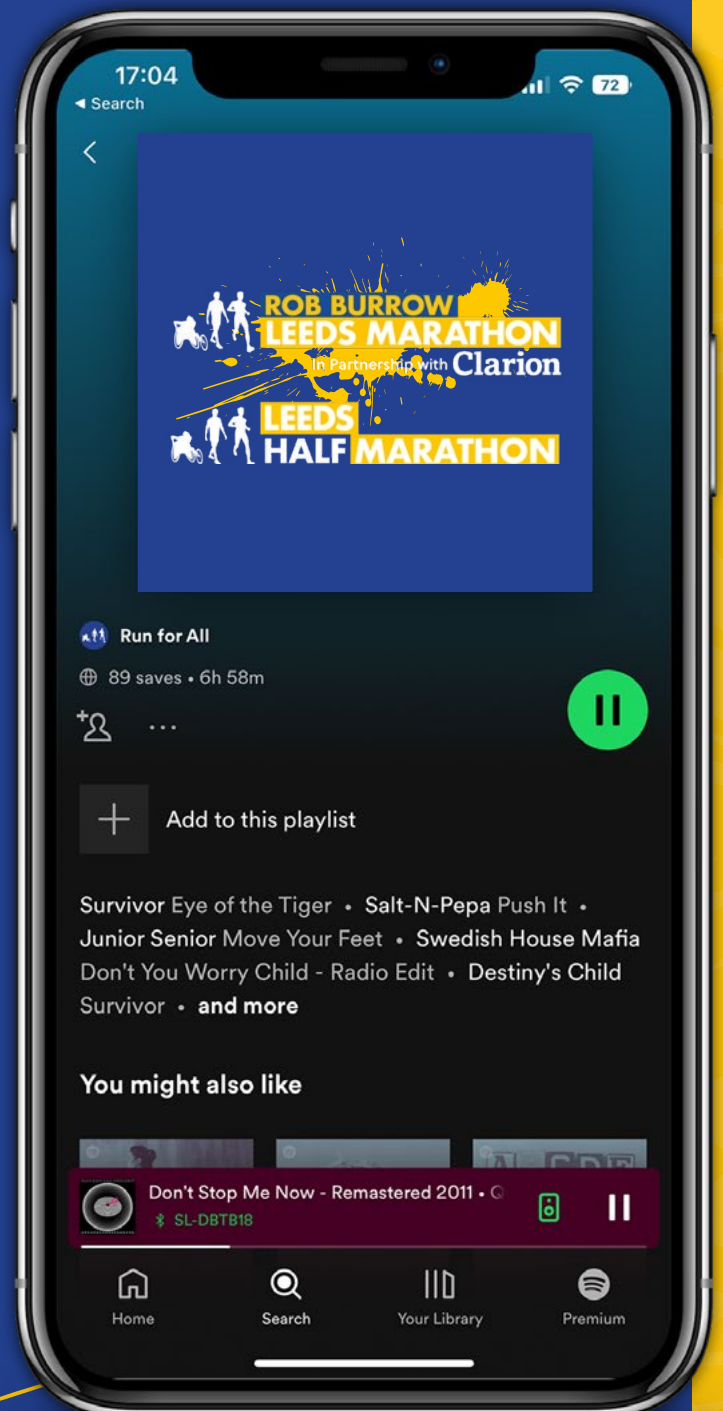 17:04
72
◀ Search
ROB BURROW
LEEDS MARATHON
In Partnership with Clarion
LEEDS
HALF MARATHON
Run for All
89 saves • 6h 58m
Add to this playlist
Survivor Eye of the Tiger • Salt-N-Pepa Push It •
Junior Senior Move Your Feet • Swedish House Mafia
Don't You Worry Child - Radio Edit • Destiny's Child
Survivor • and more
You might also like
Don't Stop Me Now - Remastered 2011 •
SL-DBTB18
Home
Search
Your Library
Premium